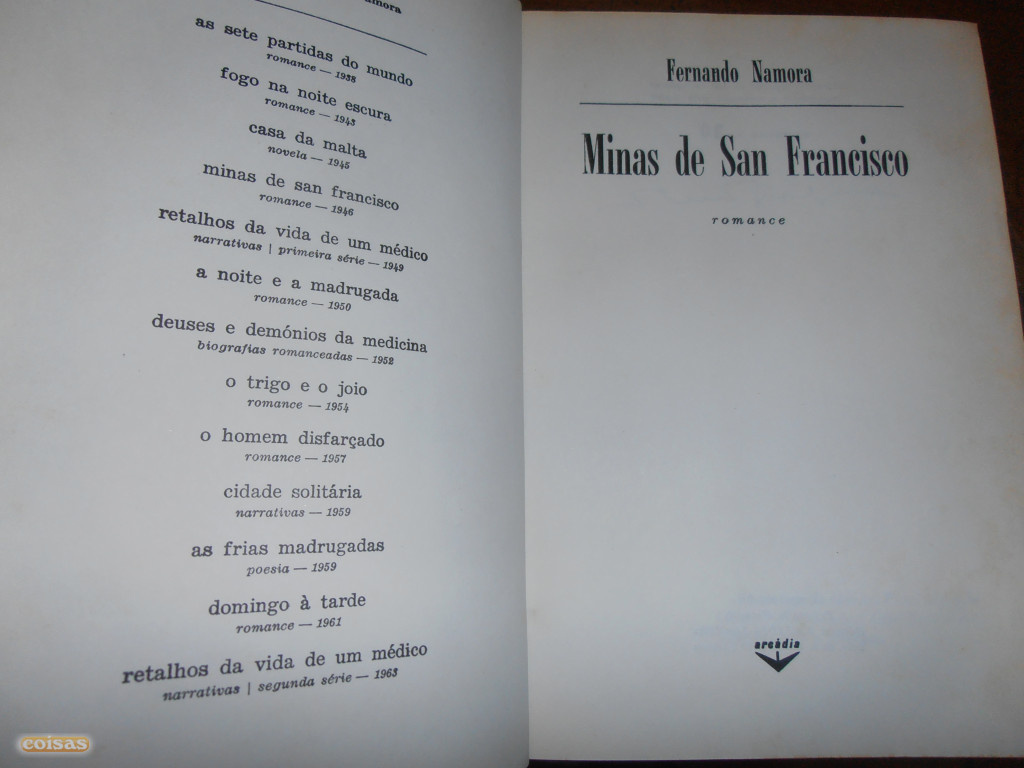 as sete partidas do mundo
romance — 1938
fogo na noite escura
romance — 1943
casa da malta
novela — 1945
minas de san francisco
romance — 1946
retalhos da vida de um médico
narrativas | primeira série — 1949
a noite e a madrugada
romance — 1950
deuses e demónios da medicina
biografias romanceadas — 1952
o trigo e o joio
romance — 1954
o homem disfarçado
romance — 1957
cidade solitária
narrativas — 1959
as frias madrugadas
poesia — 1959
domingo à tarde
romance — 1961
retalhos da vida de um médico
narrativas | segunda série — 1963
Fernando Namora
Minas de San Francisco
romance
arcádia
coisas